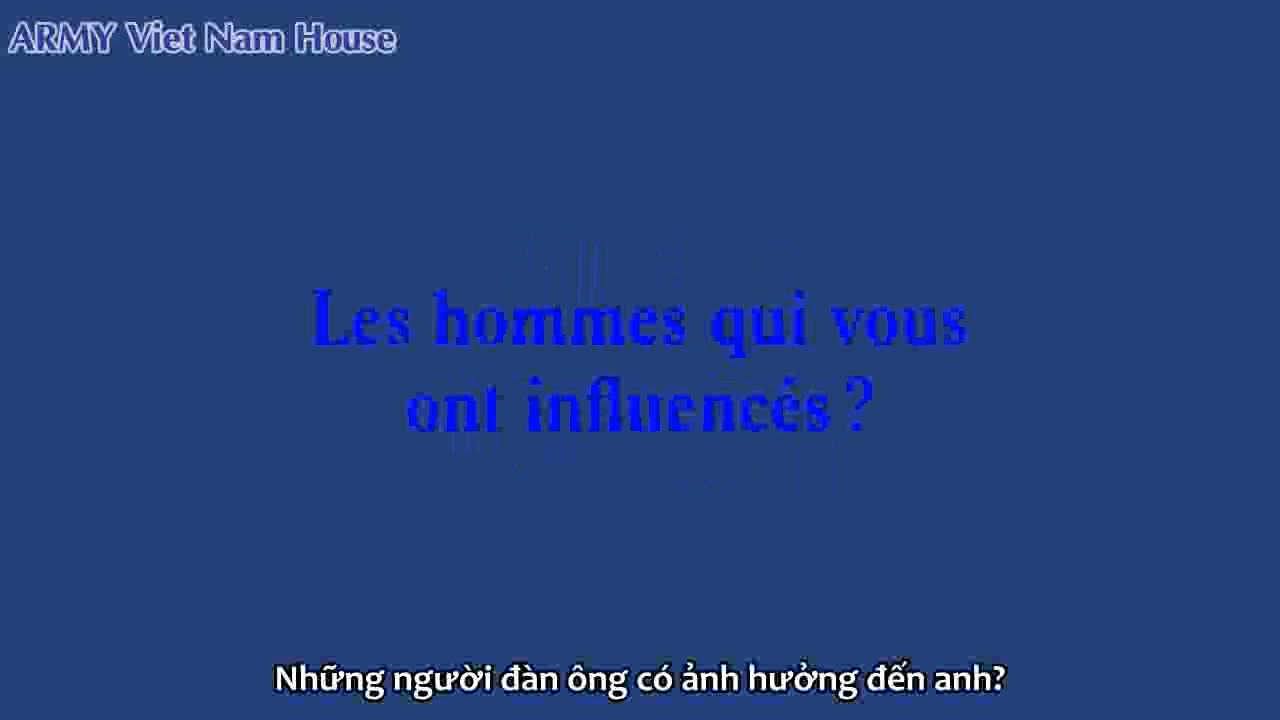 ARMY Viet Nam House
Les hommes qui vous
ont influencés ?
Những người đàn ông có ảnh hưởng đến anh?